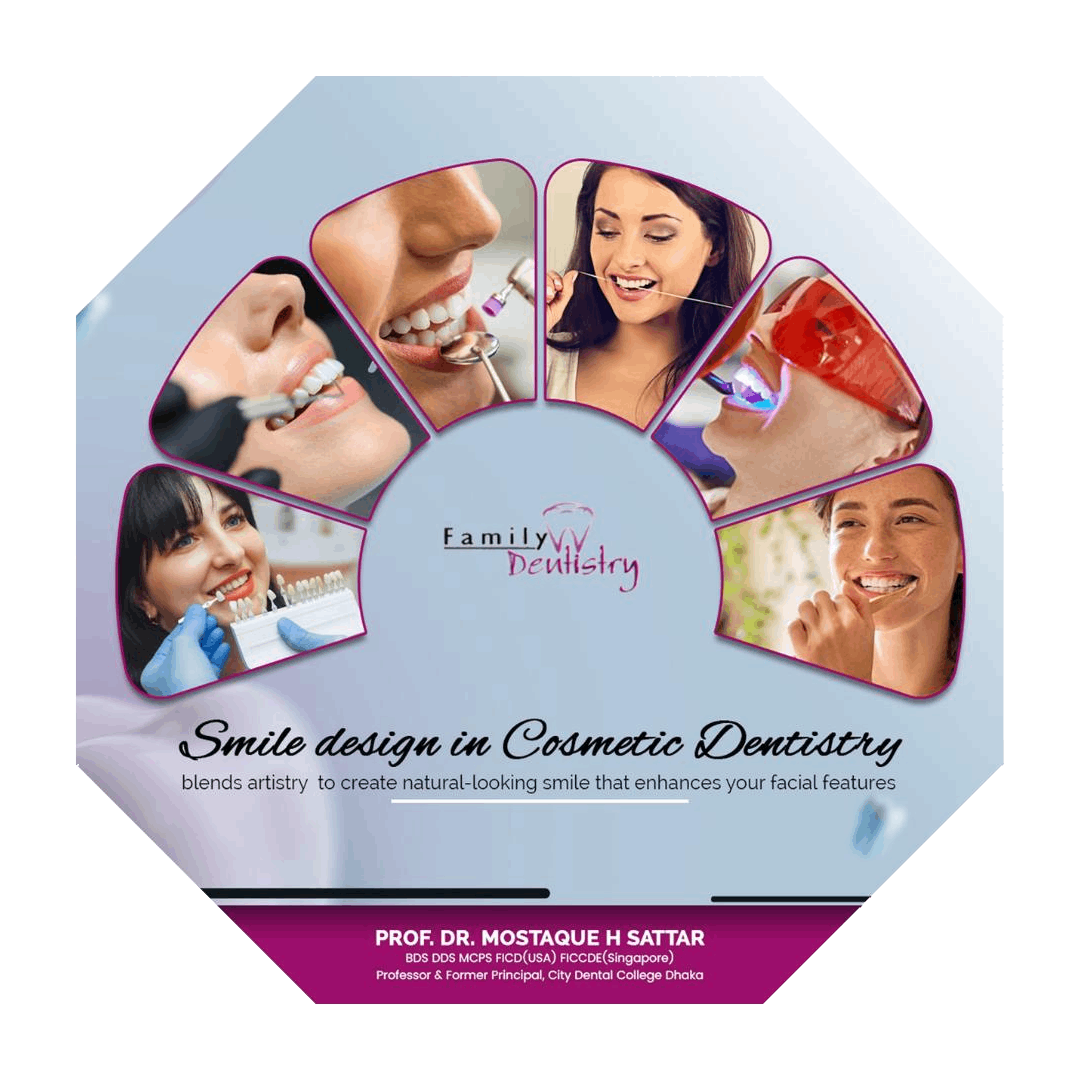 Family
Dentistry
Smile design in Cosmetic Dentistry
blends artistry to create natural-looking smile that enhances your facial features
PROF. DR. MOSTAQUE H SATTAR
BDS DDS MCPS FICD(USA) FICCDE(Singapore)
Professor & Former Principal, City Dental College Dhaka